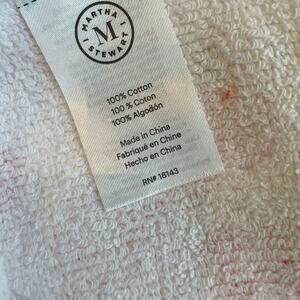 MARTHA
M
STEWART
100% Cotton
100 % Coton
100% Algodón
Made in China
Fabriqué en Chine
Hecho en China
RN# 18143